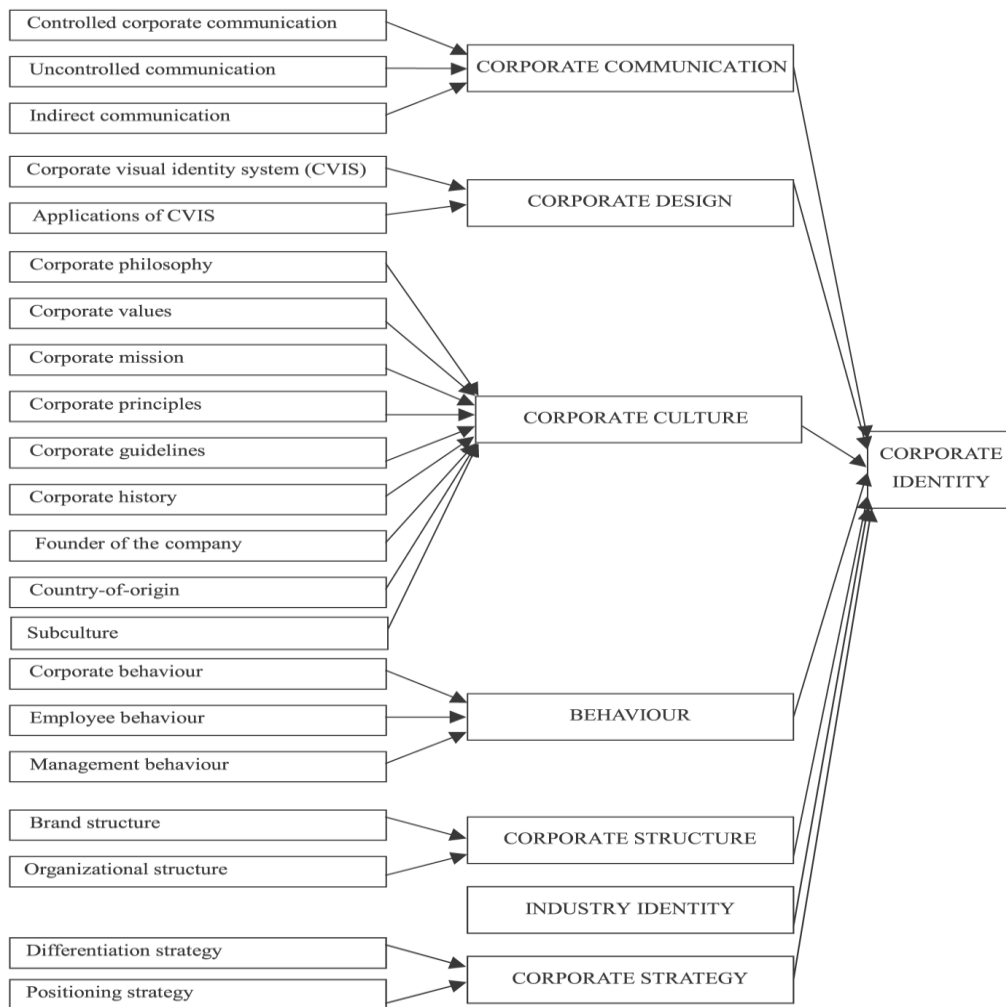 Controlled corporate communication
Uncontrolled communication
Indirect communication
CORPORATE COMMUNICATION
Corporate visual identity system (CVIS)
Applications of CVIS
CORPORATE DESIGN
Corporate philosophy
Corporate values
Corporate mission
Corporate principles
Corporate guidelines
Corporate history
Founder of the company
Country-of-origin
Subculture
CORPORATE CULTURE
Corporate behaviour
Employee behaviour
Management behaviour
BEHAVIOUR
Brand structure
Organizational structure
CORPORATE STRUCTURE
INDUSTRY IDENTITY
Differentiation strategy
Positioning strategy
CORPORATE STRATEGY
CORPORATE
IDENTITY